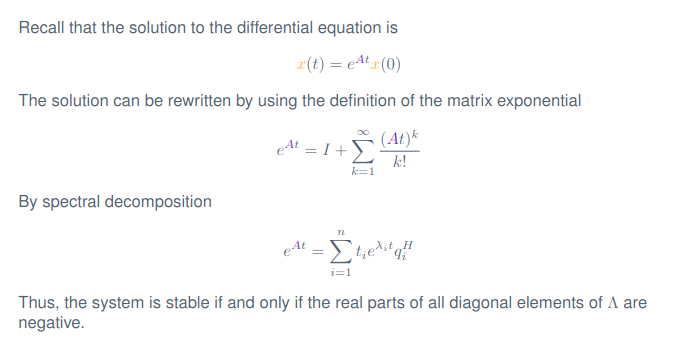 Recall that the solution to the differential equation is
x(t) = e^{At} x(0)
The solution can be rewritten by using the definition of the matrix exponential
e^{At} = I + \sum_{k=1}^{\infty} \frac{(At)^k}{k!}
By spectral decomposition
e^{At} = \sum_{i=1}^{n} t_i e^{\lambda_i t} q_i^H
Thus, the system is stable if and only if the real parts of all diagonal elements of Λ are
negative.